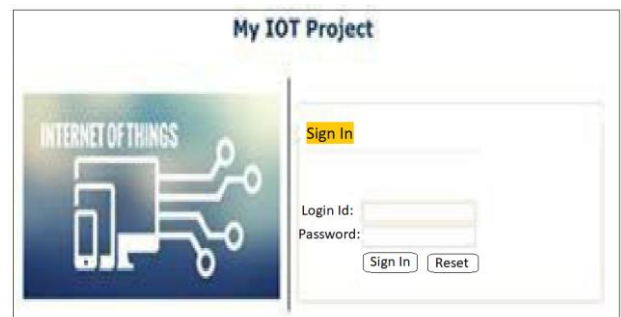 My IOT Project
INTERNET OF THINGS
Sign In
Login Id:
Password:
Sign In Reset